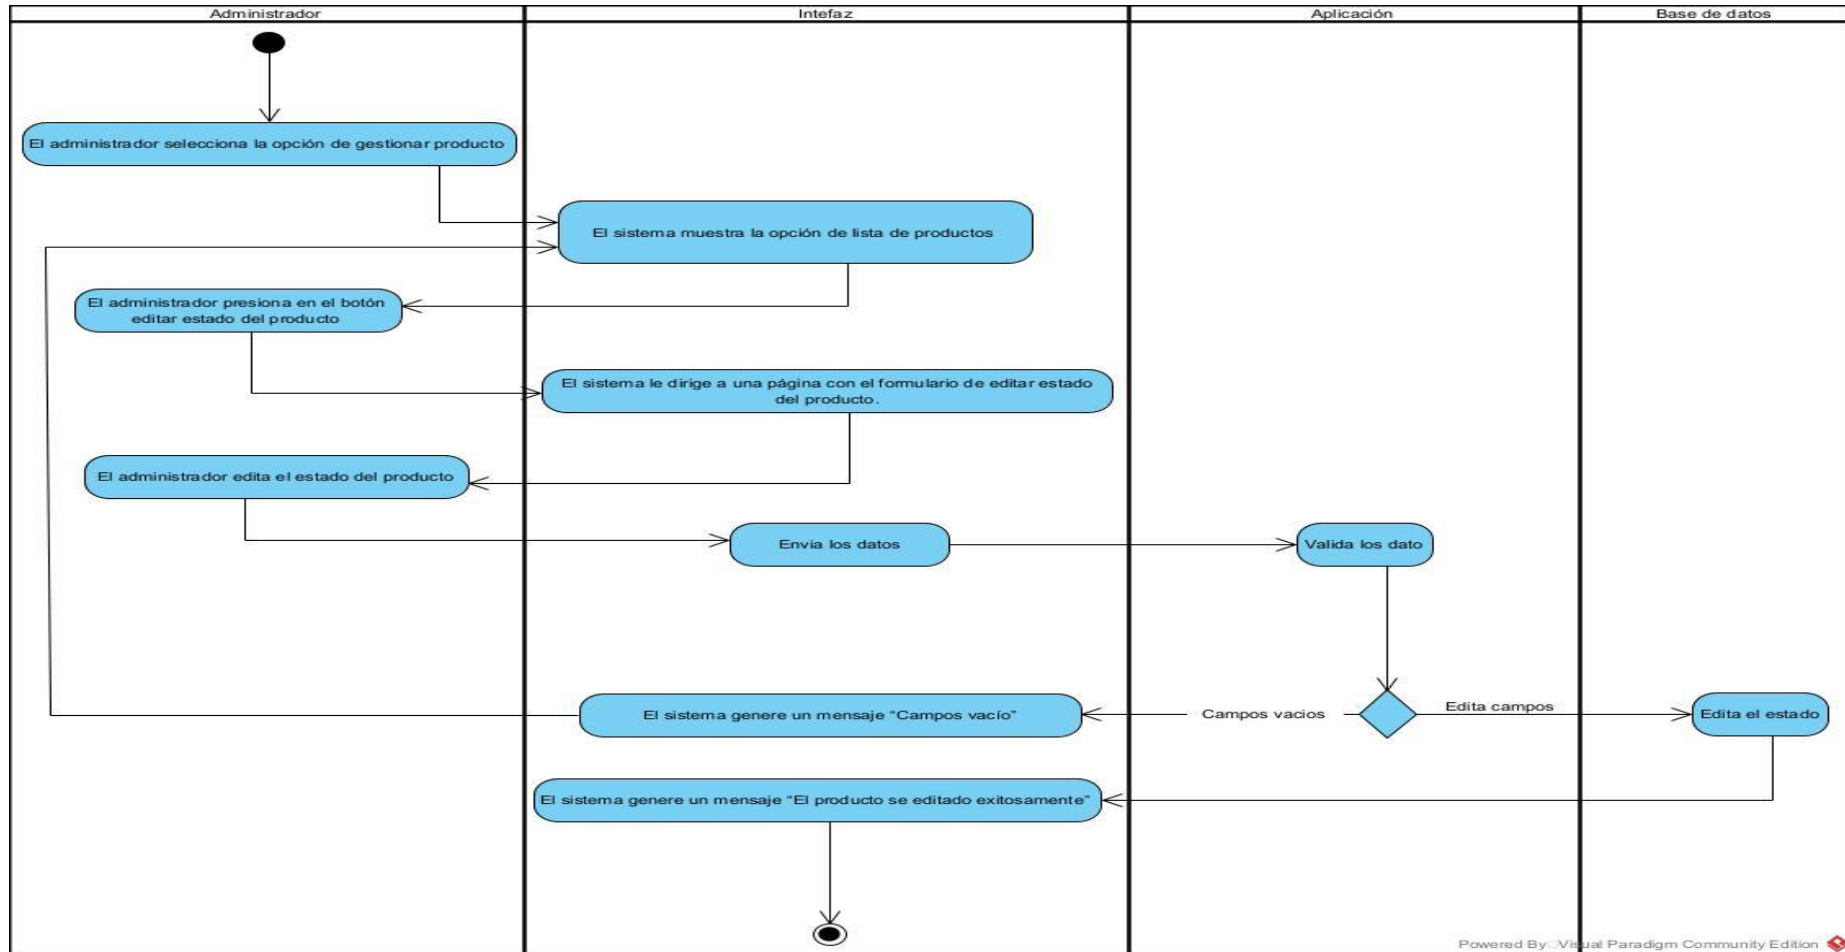 Administrador
Intefaz
Aplicación
Base de datos
El administrador selecciona la opción de gestionar producto
El sistema muestra la opción de lista de productos
El administrador presiona en el botón
editar estado del producto
El sistema le dirige a una página con el formulario de editar estado
del producto.
El administrador edita el estado del producto
Envia los datos
Valida los dato
El sistema genere un mensaje "Campos vacío"
Campos vacios
Edita campos
Edita el estado
El sistema genere un mensaje "El producto se editado exitosamente"
Powered By Visual Paradigm Community Edition